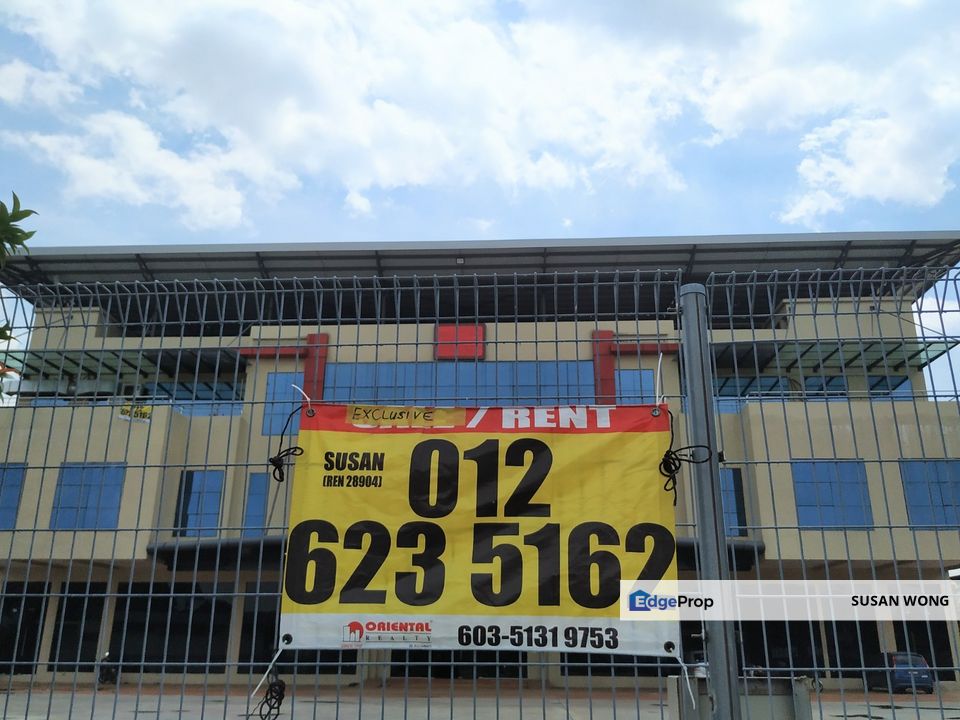 EXCLUSIVE / RENT
SUSAN
(REN 28904)
012
623 5162
ORIENTAL
REALTY
603-5131 9753
EdgeProp
SUSAN WONG